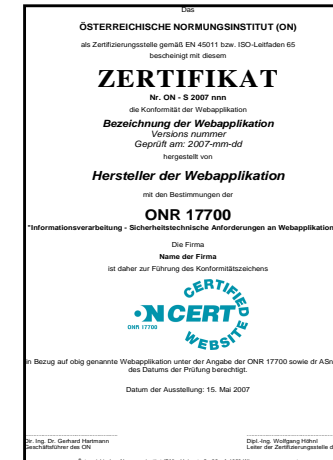 Das
ÖSTERREICHISCHE NORMUNGSINSTITUT (ON)
als Zertifizierungsstelle gemäß EN 45011 bzw. ISO-Leitfaden 65
bescheinigt mit diesem
ZERTIFIKAT
Nr. ON - S 2007 nnn
die Konformität der Webapplikation
Bezeichnung der Webapplikation
Versions nummer
Geprüft am: 2007-mm-dd
hergestellt von
Hersteller der Webapplikation
mit den Bestimmungen der
ONR 17700
"Informationsverarbeitung - Sicherheitstechnische Anforderungen an Webapplikation
Die Firma
Name der Firma
ist daher zur Führung des Konformitätszeichens
CERTIFIED
ON CERT
ONR 17700
WEBSITE
in Bezug auf obig genannte Webapplikation unter der Angabe der ONR 17700 sowie dr ASn
des Datums der Prüfung berechtigt.
Datum der Ausstellung: 15. Mai 2007
Dir. Ing. Dr. Gerhard Hartmann
Geschäftsführer des ON
Dipl.-Ing. Wolfgang Höhnl
Leiter der Zertifizierungsstelle d